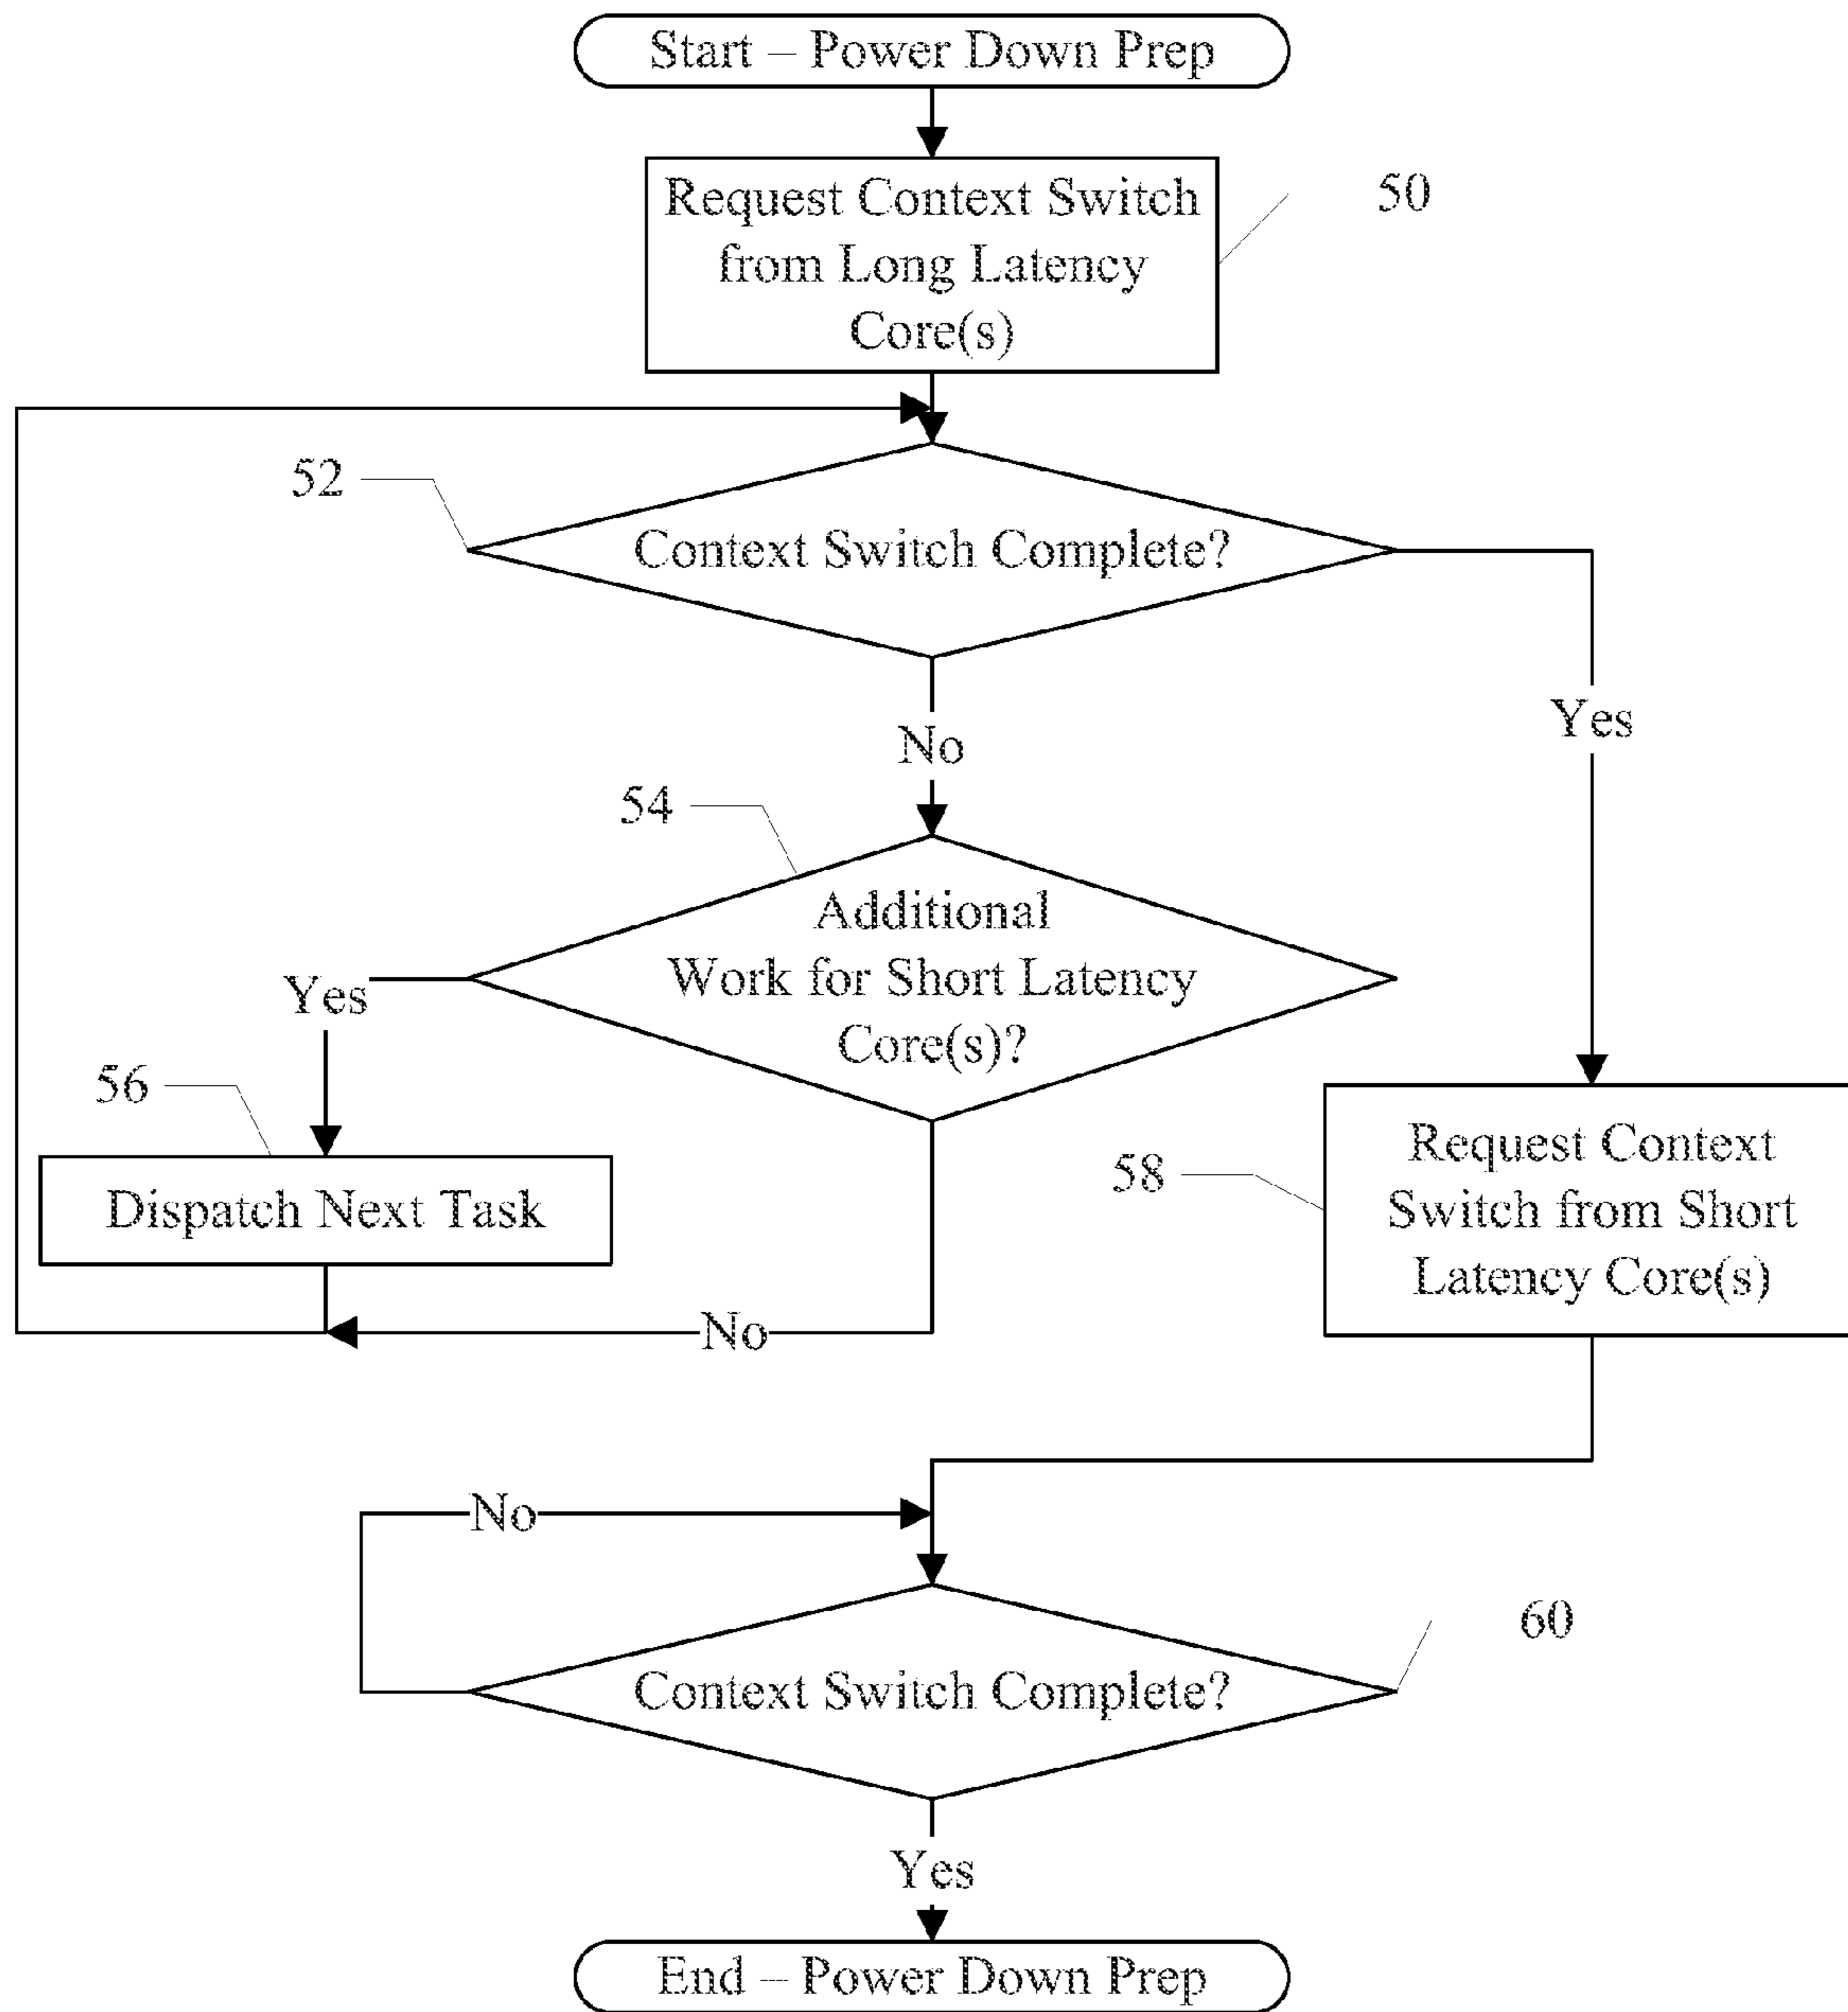 Start – Power Down Prep
Request Context Switch
from Long Latency
Core(s)
50
52
Context Switch Complete?
Yes
No
54
Additional
Work for Short Latency
Core(s)?
Yes
56
Dispatch Next Task
58
Request Context
Switch from Short
Latency Core(s)
No
No
60
Context Switch Complete?
Yes
End – Power Down Prep